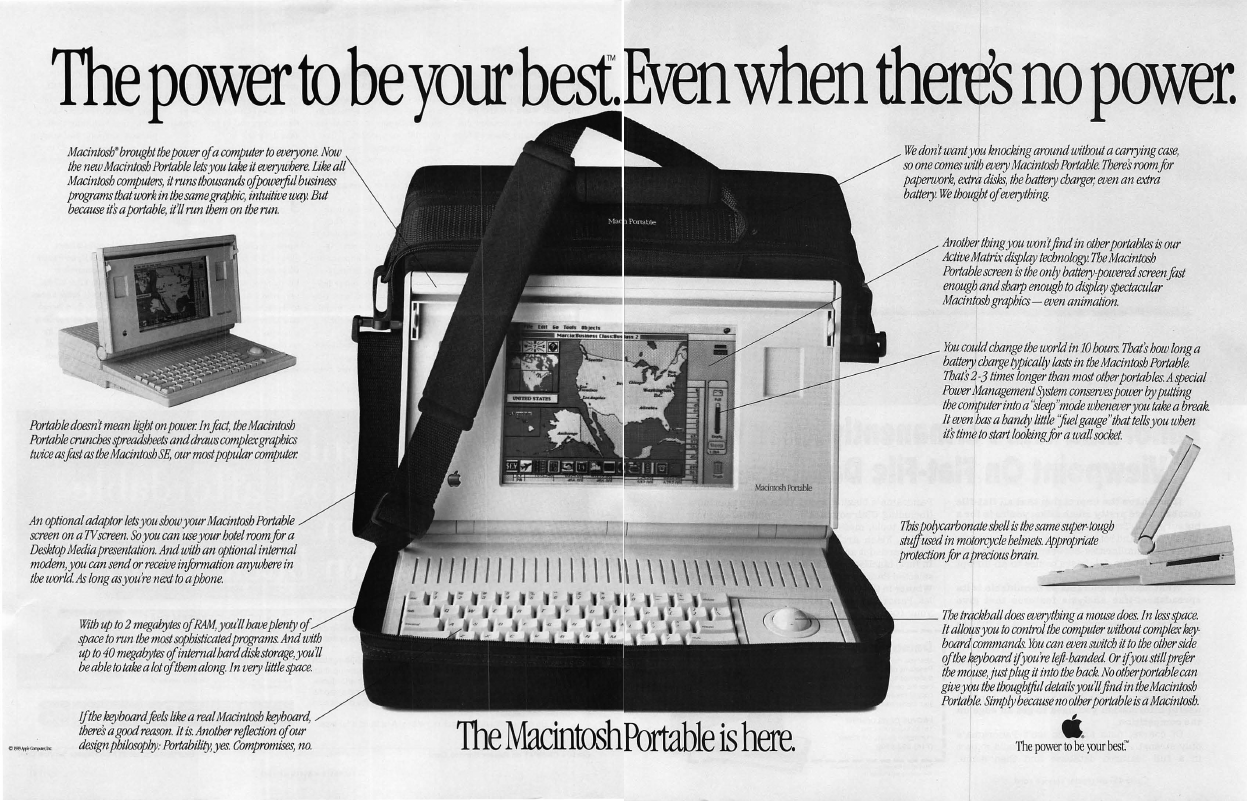 The power to be your best.™ Even when there's no power.
Macintosh® brought the power of a computer to everyone. Now
the new Macintosh Portable lets you take it everywhere. Like all
Macintosh computers, it runs thousands of powerful business
programs that work in the same graphic, intuitive way. But
because it's a portable, it'll run them on the run.
Portable doesn't mean light on power. In fact, the Macintosh
Portable crunches spreadsheets and draws complex graphics
twice as fast as the Macintosh SE, our most popular computer.
An optional adaptor lets you show your Macintosh Portable
screen on a TV screen. So you can use your hotel room for a
Desktop Media presentation. And with an optional internal
modem, you can send or receive information anywhere in
the world. As long as you're next to a phone.
With up to 2 megabytes of RAM, you'll have plenty of
space to run the most sophisticated programs. And with
up to 40 megabytes of internal hard disk storage, you'll
be able to take a lot of them along. In very little space.
If the keyboard feels like a real Macintosh keyboard,
there's a good reason. It is. Another reflection of our
design philosophy: Portability, yes. Compromises, no.
© 1989 Apple Computer, Inc.
Portable
File Edit Go Tools Objects
UNITED STATES
Macintosh Portable
The Macintosh Portable is here.
We don't want you knocking around without a carrying case,
so one comes with every Macintosh Portable. There's room for
paperwork, extra disks, the battery charger, even an extra
battery. We thought of everything.
Another thing you won't find in other portables is our
Active Matrix display technology. The Macintosh
Portable screen is the only battery-powered screen fast
enough and sharp enough to display spectacular
Macintosh graphics — even animation.
You could change the world in 10 hours. That's how long a
battery charge typically lasts in the Macintosh Portable.
That's 2-3 times longer than most other portables. A special
Power Management System conserves power by putting
the computer into a "sleep" mode whenever you take a break.
It even has a handy little "fuel gauge" that tells you when
it's time to start looking for a wall socket.
This polycarbonate shell is the same super-tough
stuff used in motorcycle helmets. Appropriate
protection for a precious brain.
The trackball does everything a mouse does. In less space.
It allows you to control the computer without complex key-
board commands. You can even switch it to the other side
of the keyboard if you're left-handed. Or if you still prefer
the mouse, just plug it into the back. No other portable can
give you the thoughtful details you'll find in the Macintosh
Portable. Simply because no other portable is a Macintosh.
The power to be your best.™